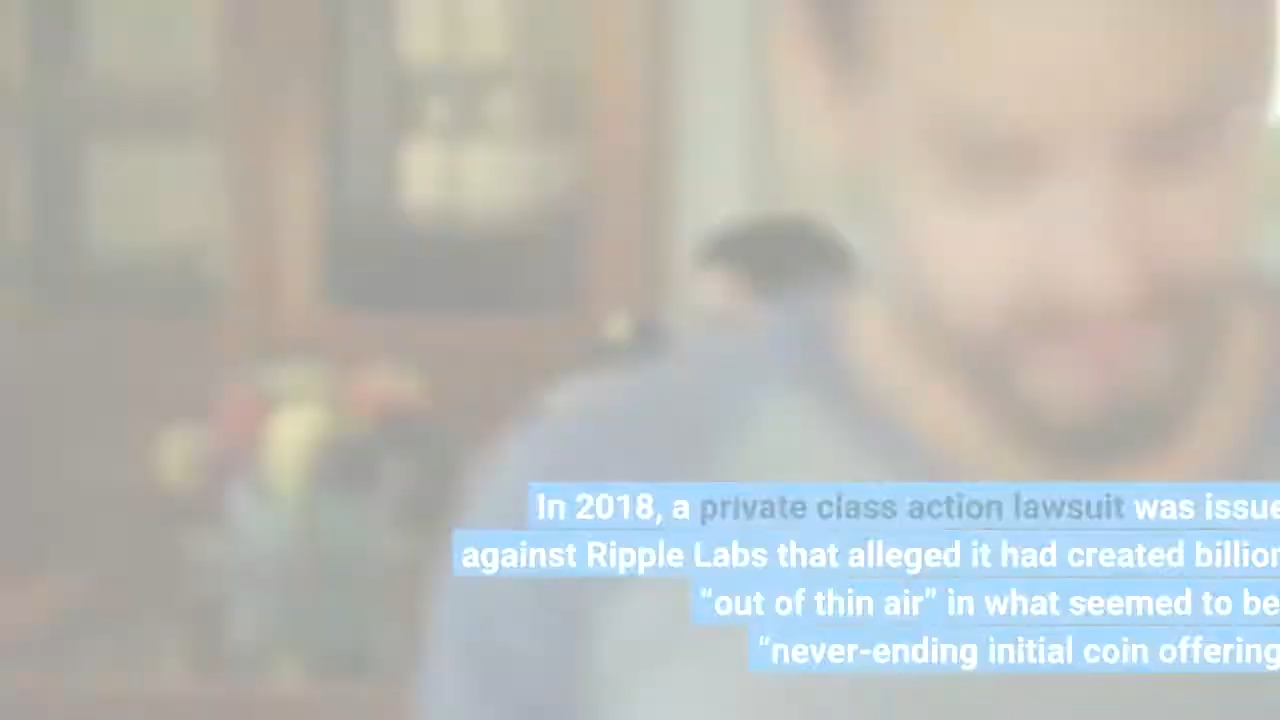 In 2018, a private class action lawsuit was issue
against Ripple Labs that alleged it had created billion
“out of thin air” in what seemed to be
“never-ending initial coin offering